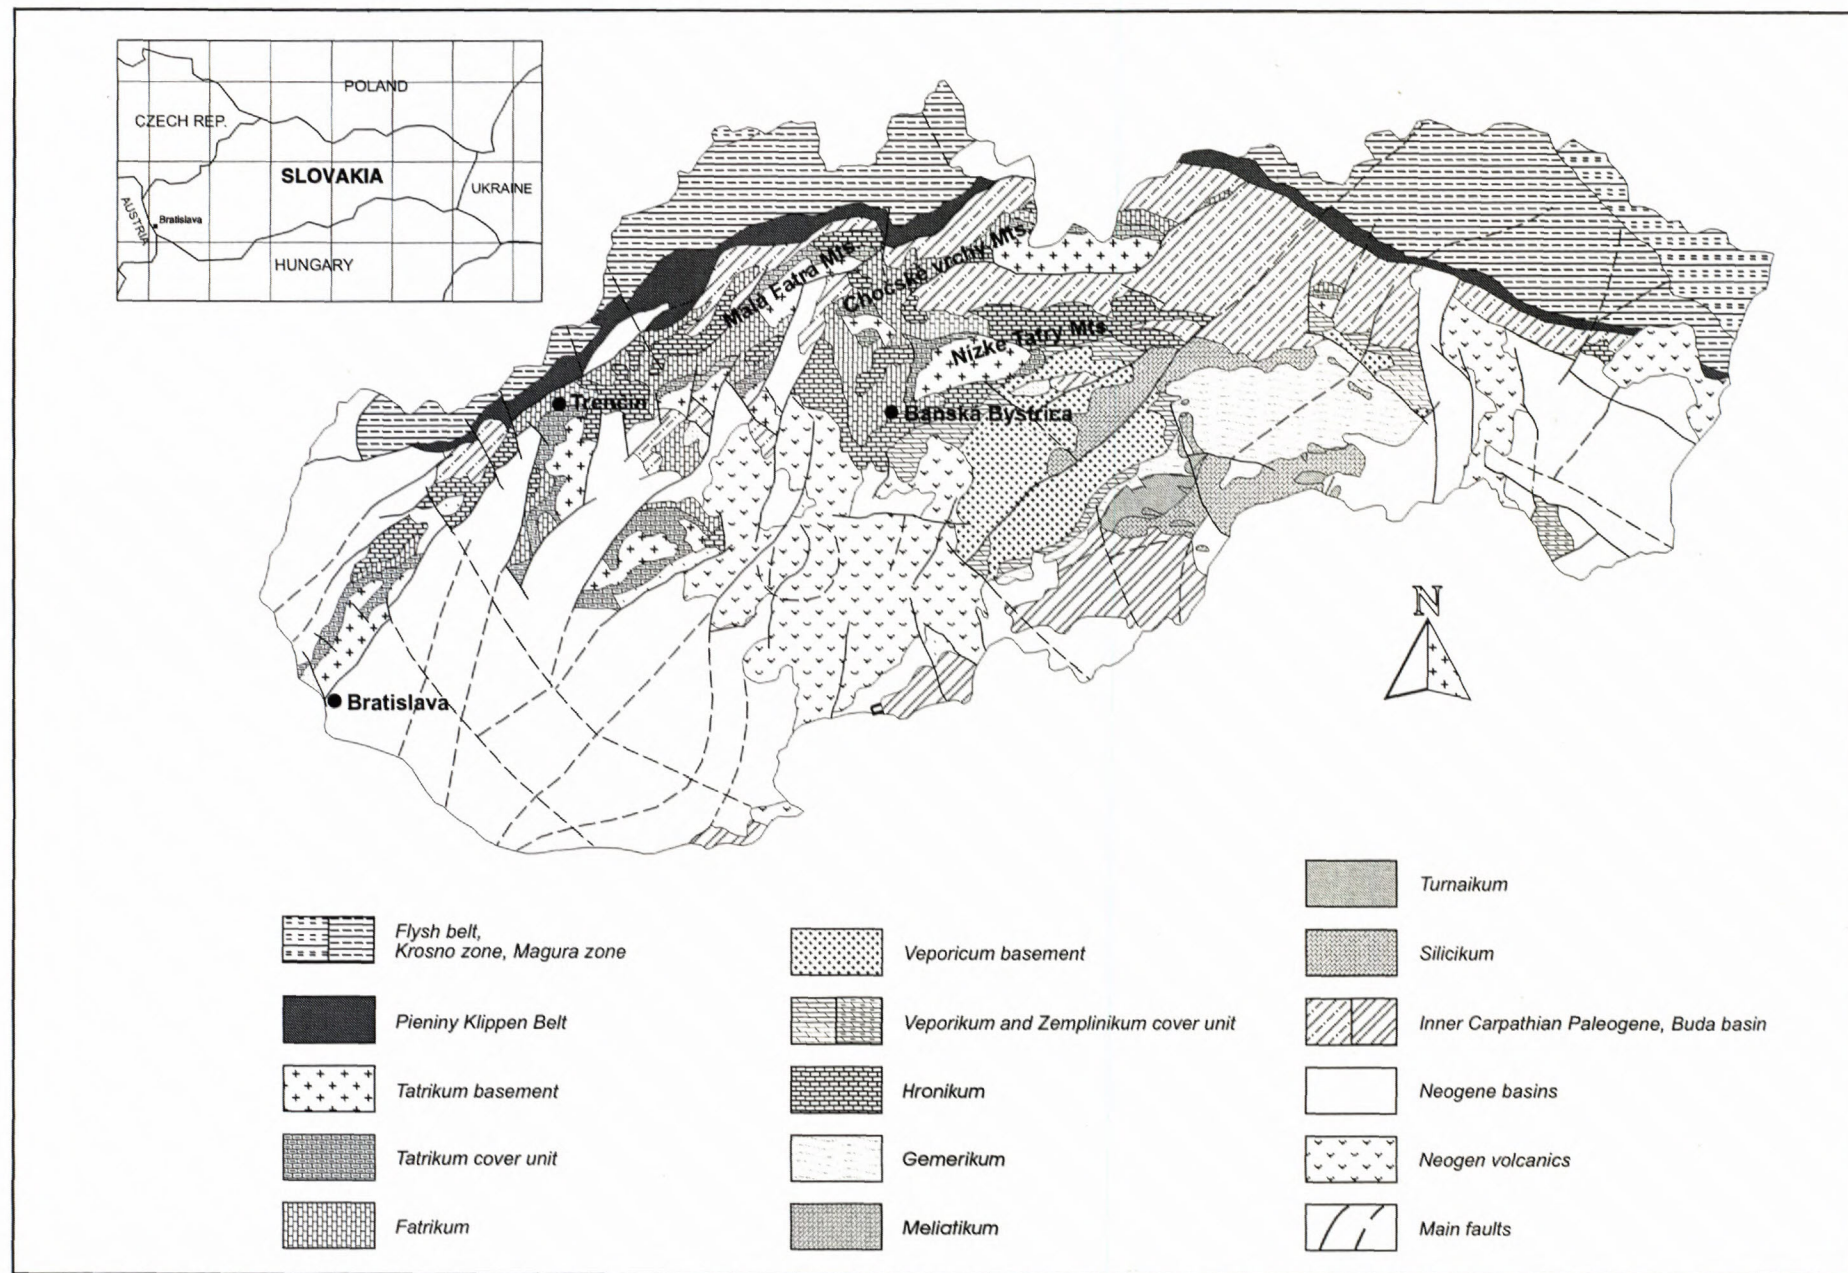 POLAND
CZECH REP.
SLOVAKIA
UKRAINE
AUSTRIA
Bratislava
HUNGARY
Malá Fatra Mts.
Chočské vrchy Mts.
Nízke Tatry Mts.
Trenčín
Banská Bystrica
Bratislava
N
Flysh belt,
Krosno zone, Magura zone
Pieniny Klippen Belt
Tatrikum basement
Tatrikum cover unit
Fatrikum
Veporicum basement
Veporikum and Zemplinikum cover unit
Hronikum
Gemerikum
Meliatikum
Turnaikum
Silicikum
Inner Carpathian Paleogene, Buda basin
Neogene basins
Neogen volcanics
Main faults